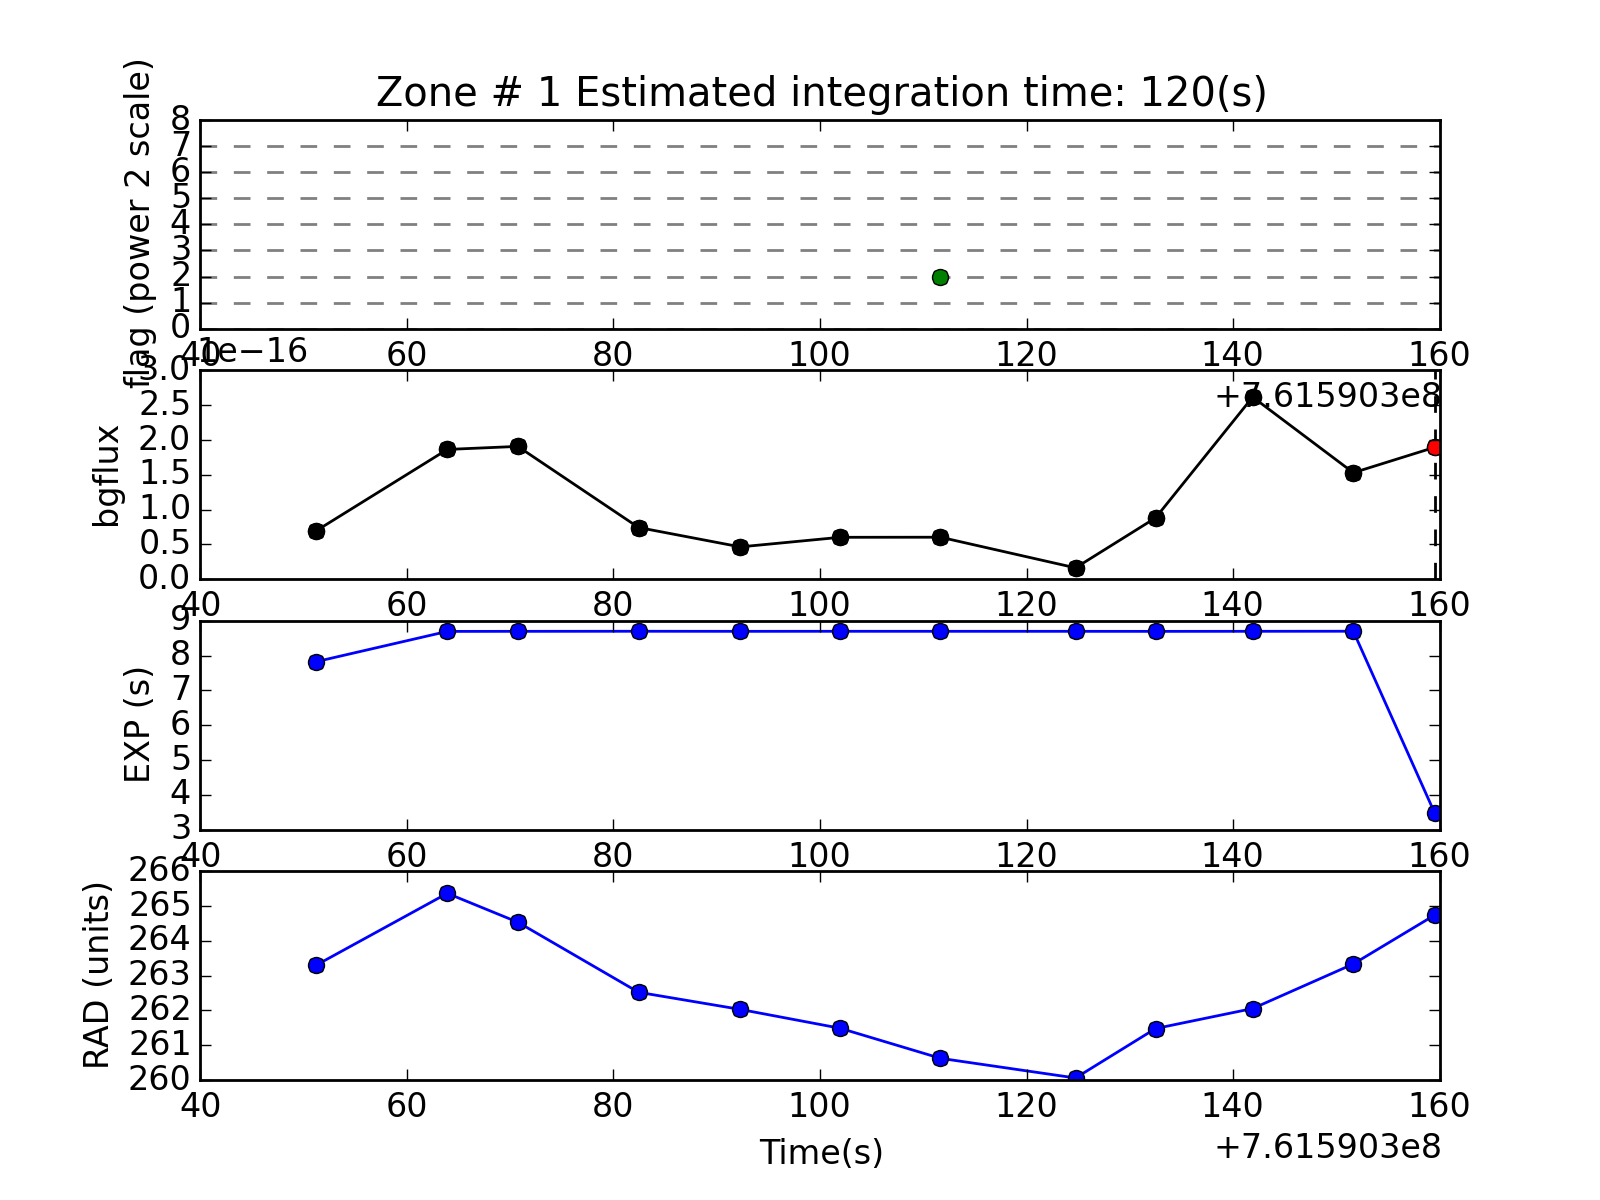 Zone # 1 Estimated integration time: 120(s)
flag (power 2 scale)
8
7
6
5
4
3
2
1
0
40 60 80 100 120 140 160
1e−16
+7.615903e8
bgflux
3.0
2.5
2.0
1.5
1.0
0.5
0.0
40 60 80 100 120 140 160
EXP (s)
9
8
7
6
5
4
3
40 60 80 100 120 140 160
RAD (units)
266
265
264
263
262
261
260
40 60 80 100 120 140 160
Time(s)
+7.615903e8